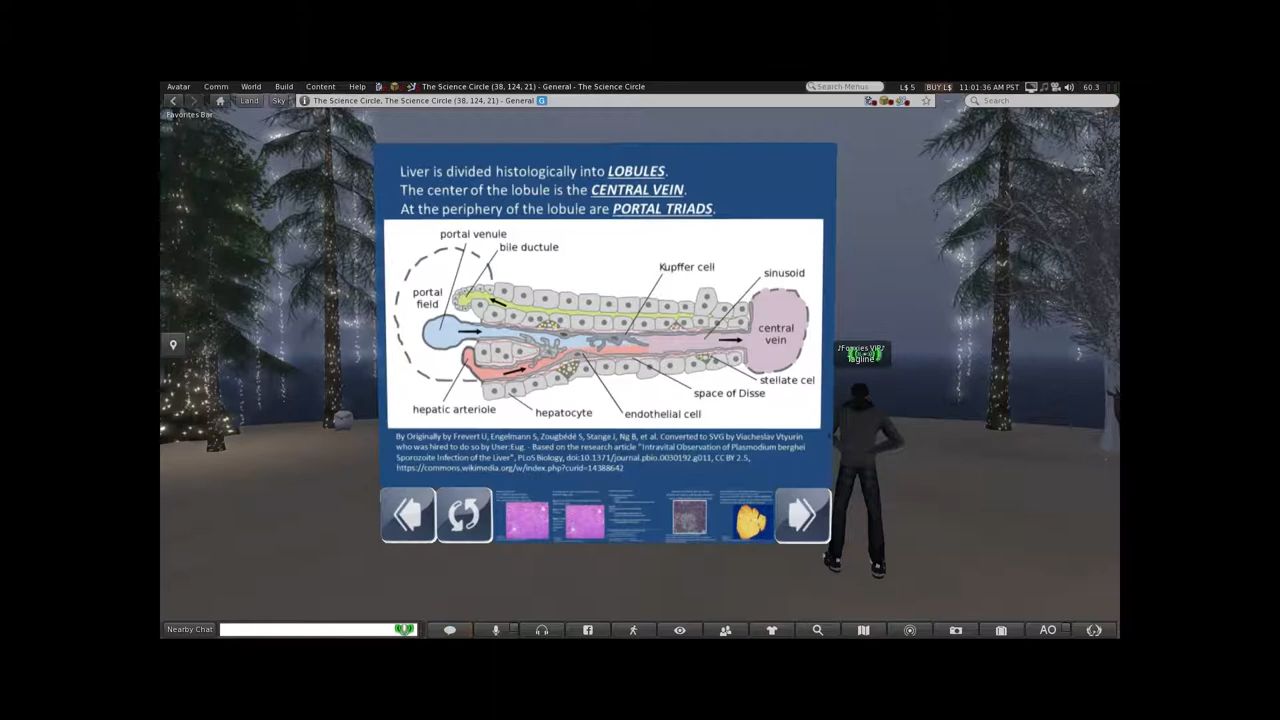 Avatar Comm World Build Content Help The Science Circle (38, 124, 21) - General - The Science Circle Search Menus L$ 5 BUY L$ 11:01:36 AM PST 60.3
Land Sky The Science Circle, The Science Circle (38, 124, 21) - General G Search
Favorites Bar
Liver is divided histologically into LOBULES.
The center of the lobule is the CENTRAL VEIN.
At the periphery of the lobule are PORTAL TRIADS.
portal venule
bile ductule
Kupffer cell
sinusoid
portal
field
central
vein
stellate cel
space of Disse
hepatic arteriole
hepatocyte
endothelial cell
Tagline
By Originally by Frevert U, Engelmann S, Zougbédé S, Stange J, Ng B, et al. Converted to SVG by Viacheslav Vtyurin
who was hired to do so by User:Eug. - Based on the research article "Intravital Observation of Plasmodium berghei
Sporozoite Infection of the Liver", PLoS Biology, doi:10.1371/journal.pbio.0030192.g011, CC BY 2.5,
https://commons.wikimedia.org/w/index.php?curid=14388642
Nearby Chat AO